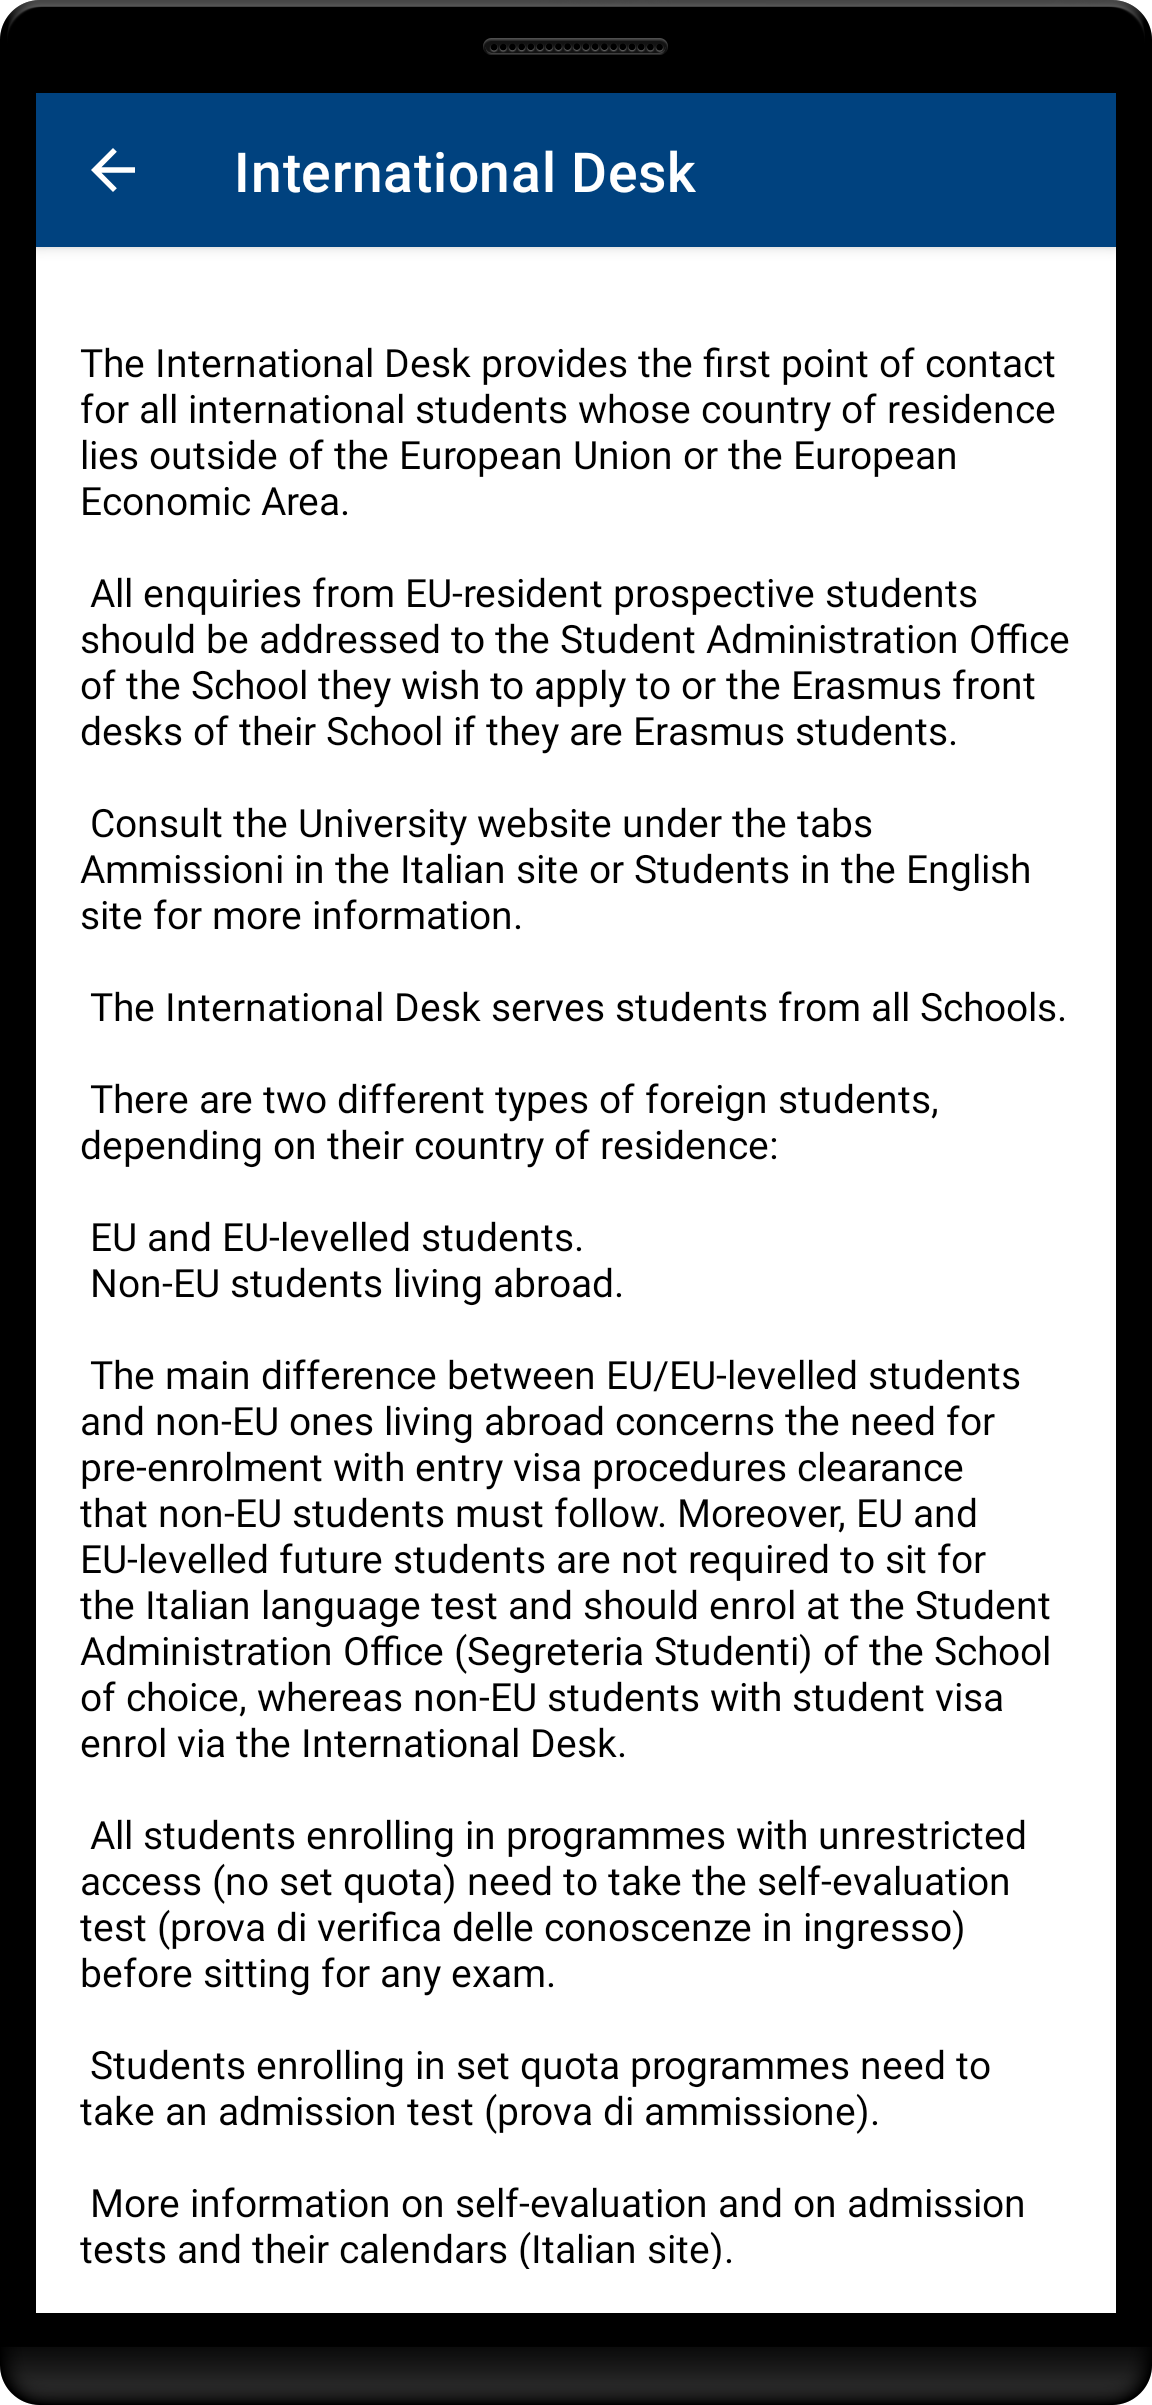 International Desk
The International Desk provides the first point of contact
for all international students whose country of residence
lies outside of the European Union or the European
Economic Area.
All enquiries from EU-resident prospective students
should be addressed to the Student Administration Office
of the School they wish to apply to or the Erasmus front
desks of their School if they are Erasmus students.
Consult the University website under the tabs
Ammissioni in the Italian site or Students in the English
site for more information.
The International Desk serves students from all Schools.
There are two different types of foreign students,
depending on their country of residence:
EU and EU-levelled students.
Non-EU students living abroad.
The main difference between EU/EU-levelled students
and non-EU ones living abroad concerns the need for
pre-enrolment with entry visa procedures clearance
that non-EU students must follow. Moreover, EU and
EU-levelled future students are not required to sit for
the Italian language test and should enrol at the Student
Administration Office (Segreteria Studenti) of the School
of choice, whereas non-EU students with student visa
enrol via the International Desk.
All students enrolling in programmes with unrestricted
access (no set quota) need to take the self-evaluation
test (prova di verifica delle conoscenze in ingresso)
before sitting for any exam.
Students enrolling in set quota programmes need to
take an admission test (prova di ammissione).
More information on self-evaluation and on admission
tests and their calendars (Italian site).